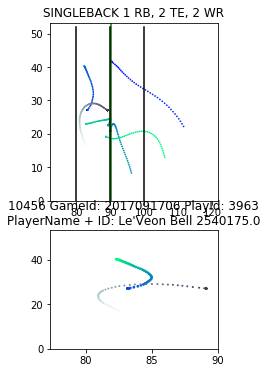 SINGLEBACK 1 RB, 2 TE, 2 WR
50
40
30
20
10
0
80 90 100 110 120
10456 GameId: 2017091706 PlayId: 3963
PlayerName + ID: Le'Veon Bell 2540175.0
40
20
0
80 85 90